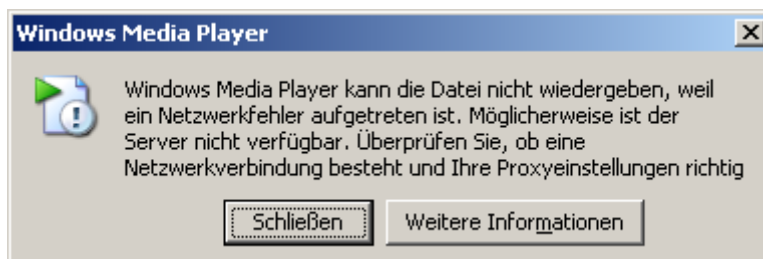 Windows Media Player
Windows Media Player kann die Datei nicht wiedergeben, weil
ein Netzwerkfehler aufgetreten ist. Möglicherweise ist der
Server nicht verfügbar. Überprüfen Sie, ob eine
Netzwerkverbindung besteht und Ihre Proxyeinstellungen richtig
Schließen
Weitere Informationen